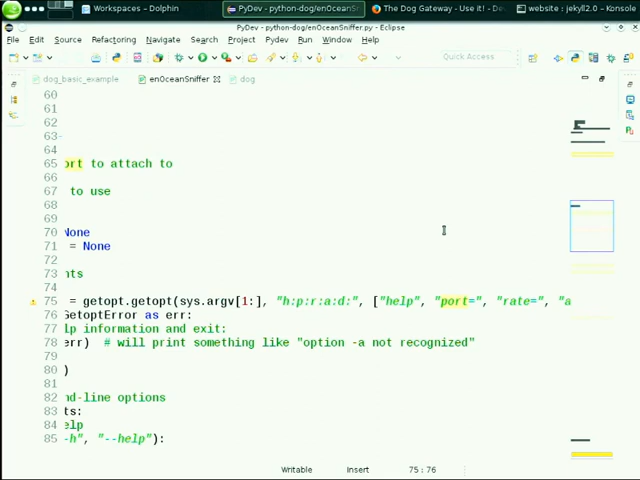 Workspaces – Dolphin
PyDev - python-dog/enOceanSn
The Dog Gateway - Use it! - De
website : jekyll2.0 – Konsole
PyDev - python-dog/enOceanSniffer.py - Eclipse
File Edit Source Refactoring Navigate Search Project Pydev Run Window Help
Quick Access
dog_basic_example
enOceanSniffer
dog
60
61
62
63
64
65 ort to attach to
66
67 to use
68
69
70 None
71 = None
72
73 nts
74
75 = getopt.getopt(sys.argv[1:], "h:p:r:a:d:", ["help", "port=", "rate=", "a
76 GetoptError as err:
77 lp information and exit:
78 err) # will print something like "option -a not recognized"
79
80 )
81
82 nd-line options
83 ts:
84 elp
85 -h", "--help"):
Writable Insert 75 : 76